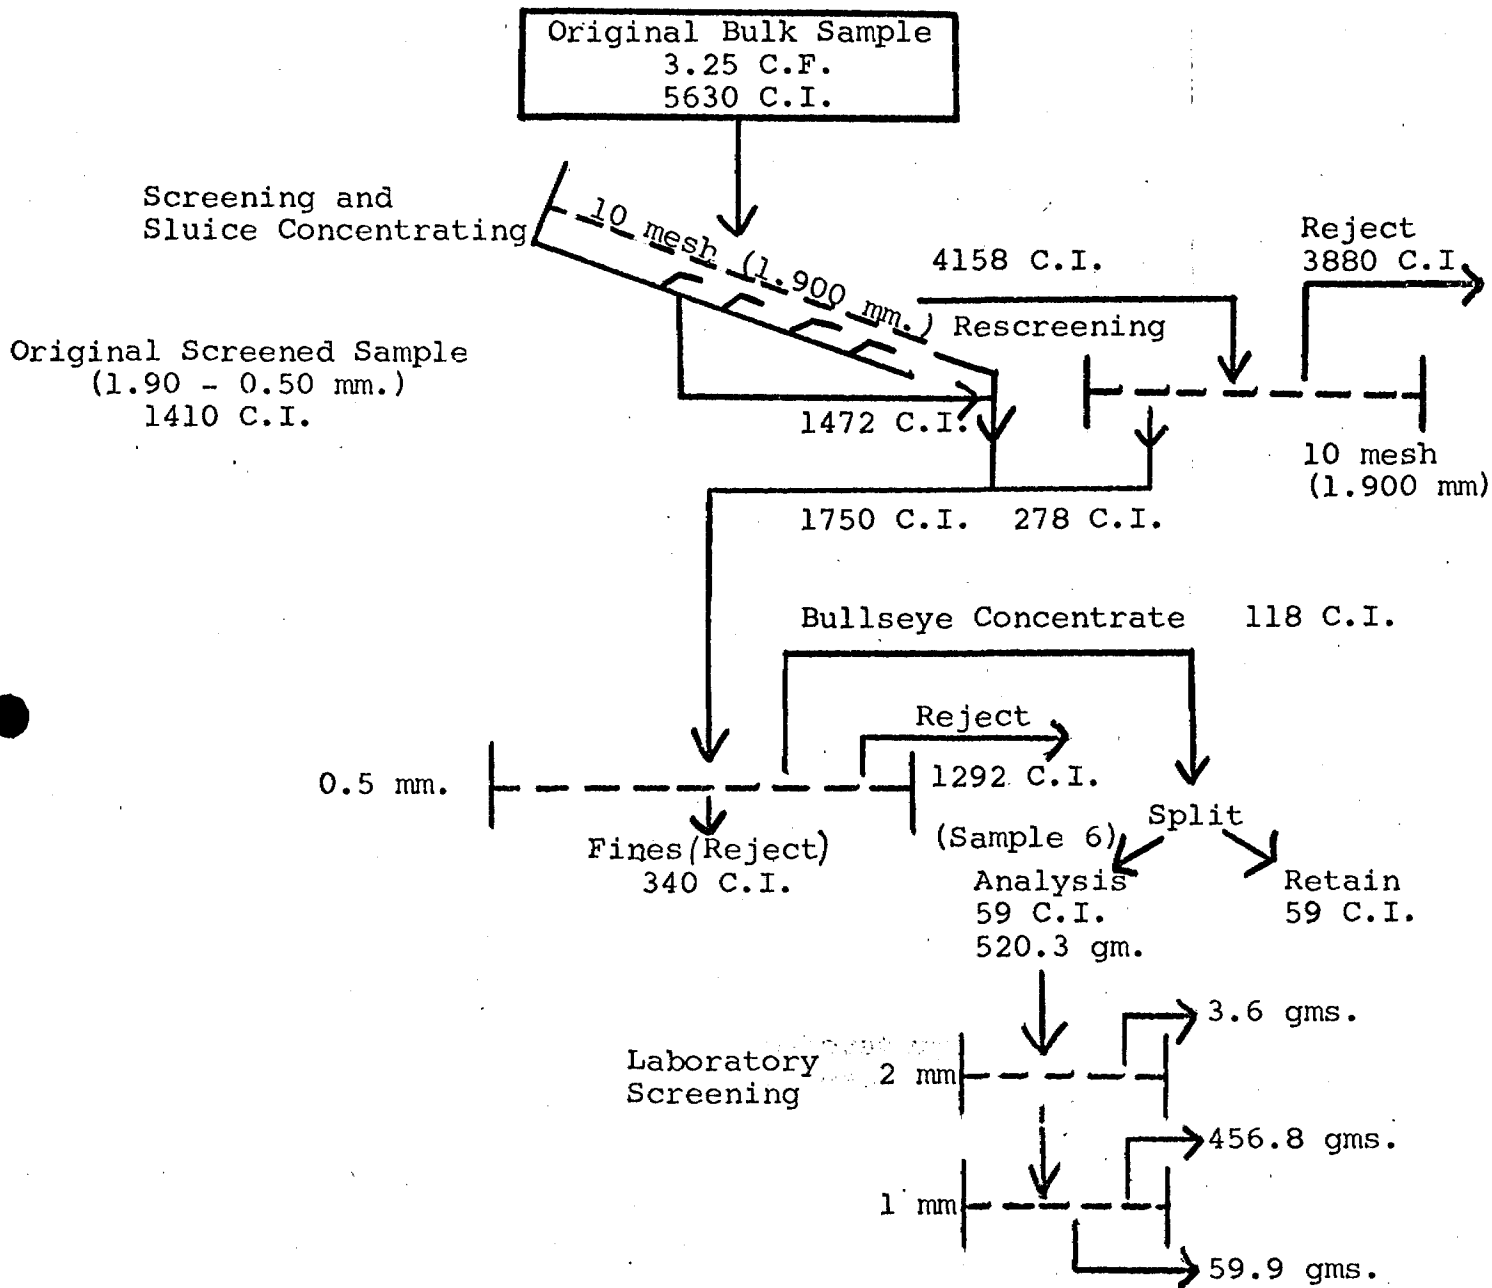 Original Bulk Sample
3.25 C.F.
5630 C.I.
Screening and
Sluice Concentrating
10 mesh (1.900 mm.)
4158 C.I.
Reject
3880 C.I.
Rescreening
Original Screened Sample
(1.90 - 0.50 mm.)
1410 C.I.
1472 C.I.
10 mesh
(1.900 mm)
1750 C.I.
278 C.I.
Bullseye Concentrate 118 C.I.
Reject
1292 C.I.
0.5 mm.
Split
(Sample 6)
Fines(Reject)
340 C.I.
Analysis
59 C.I.
520.3 gm.
Retain
59 C.I.
3.6 gms.
Laboratory
Screening
2 mm
456.8 gms.
1 mm
59.9 gms.